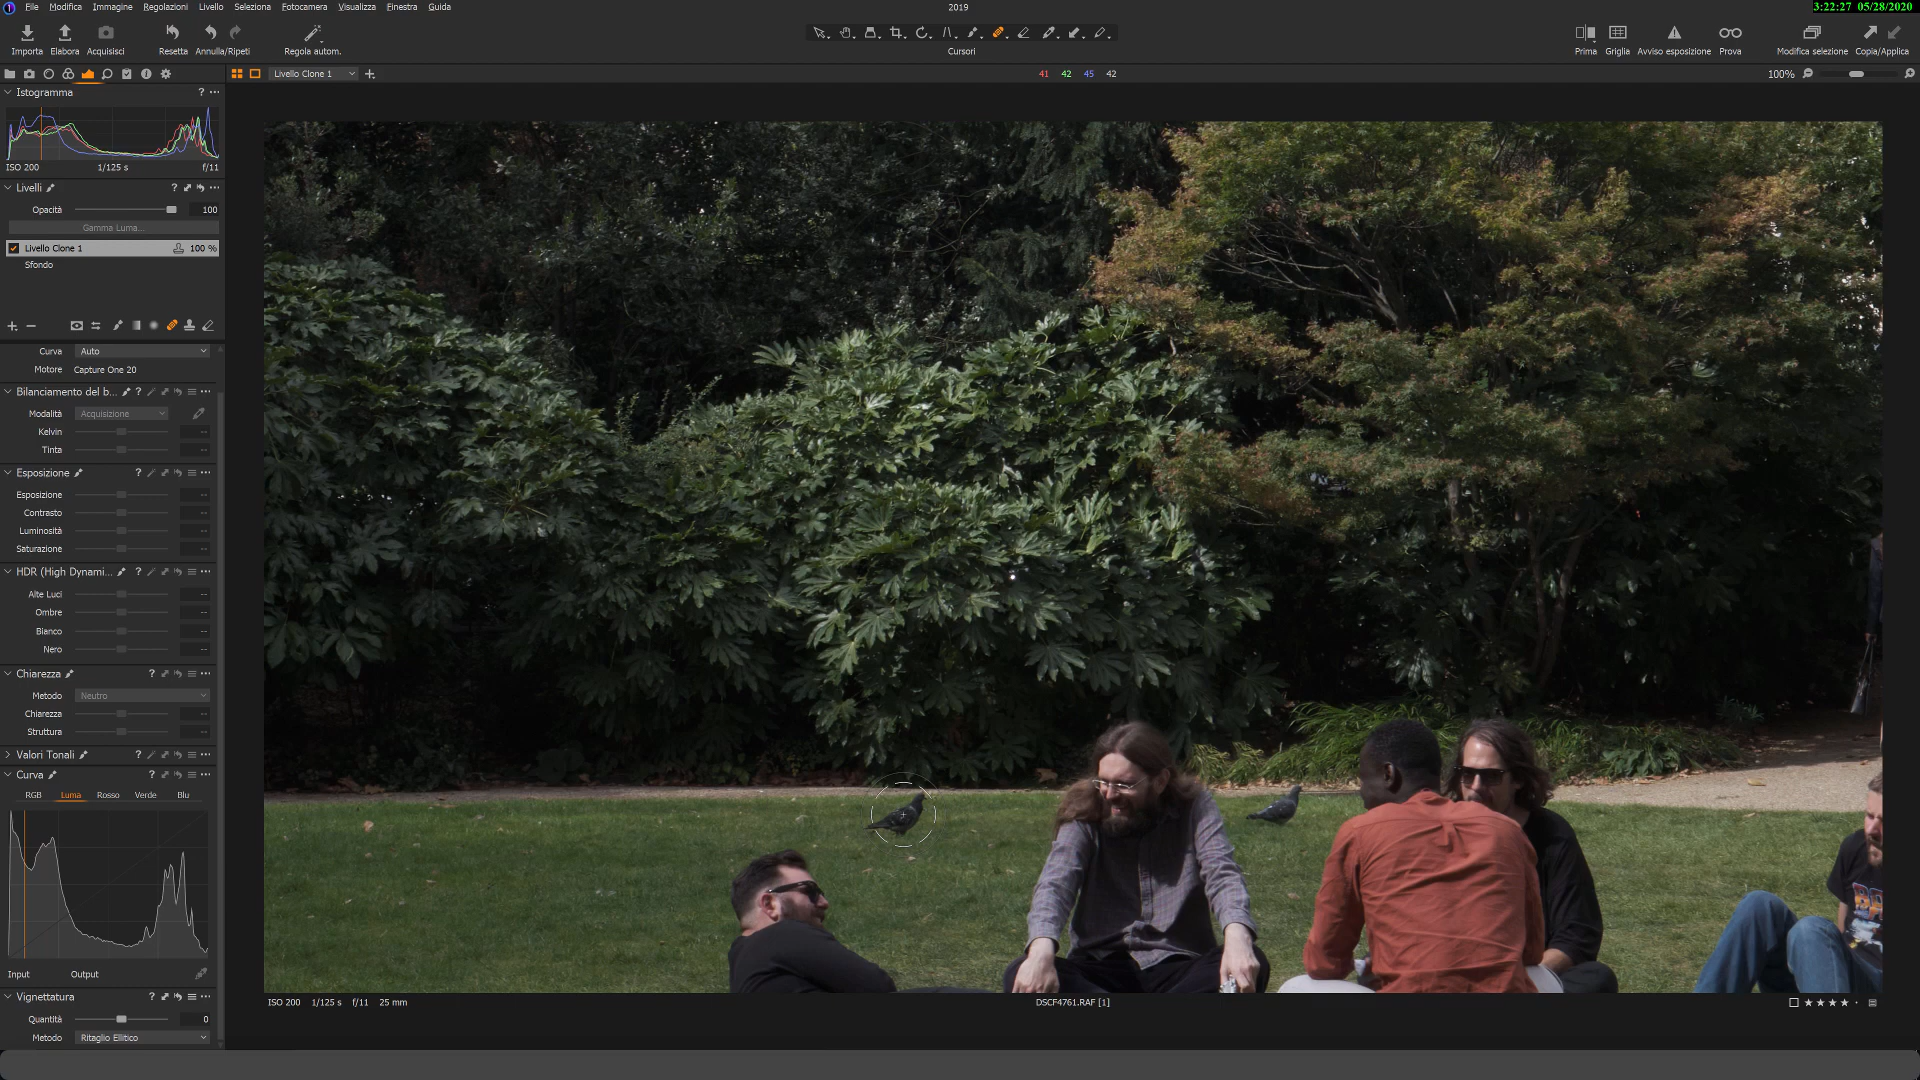 File Modifica Immagine Regolazioni Livello Seleziona Fotocamera Visualizza Finestra Guida
2019
3:22:27 05/28/2020
Importa Elabora Acquisisci Resetta Annulla/Ripeti Regola autom. Cursori Prima Griglia Avviso esposizione Prova Modifica selezione Copia/Applica
Livello Clone 1
41 42 45 42
100%
Istogramma ?
ISO 200 1/125 s f/11
Livelli ?
Opacità 100
Gamma Luma...
Livello Clone 1 100 %
Sfondo
Curva Auto
Motore Capture One 20
Bilanciamento del b... ?
Modalità Acquisizione
Kelvin --
Tinta --
Esposizione ?
Esposizione --
Contrasto --
Luminosità --
Saturazione --
HDR (High Dynami... ?
Alte Luci --
Ombre --
Bianco --
Nero --
Chiarezza ?
Metodo Neutro
Chiarezza --
Struttura --
Valori Tonali ?
Curva ?
RGB Luma Rosso Verde Blu
Input Output
Vignettatura ?
Quantità 0
Metodo Ritaglio Ellittico
ISO 200 1/125 s f/11 25 mm
DSCF4761.RAF [1]